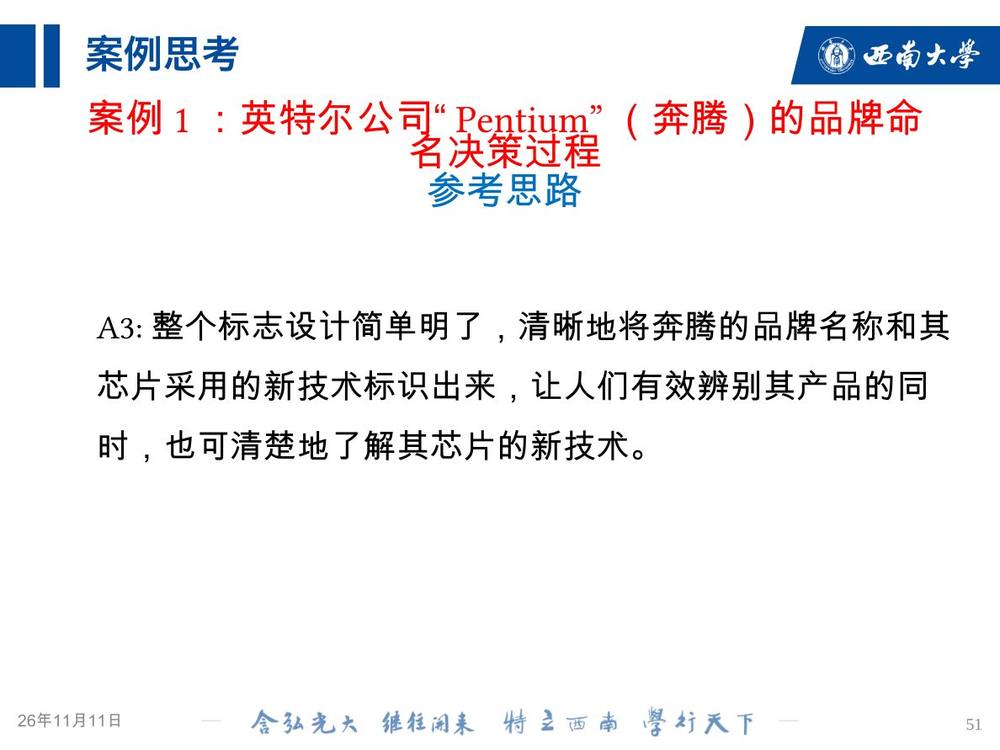 案例思考
西南大学
案例 1 ：英特尔公司“ Pentium” （奔腾）的品牌命
名决策过程
参考思路
A3: 整个标志设计简单明了，清晰地将奔腾的品牌名称和其
芯片采用的新技术标识出来，让人们有效辨别其产品的同
时，也可清楚地了解其芯片的新技术。
26年11月11日
含弘光大 继往开来 特立西南 学行天下
51